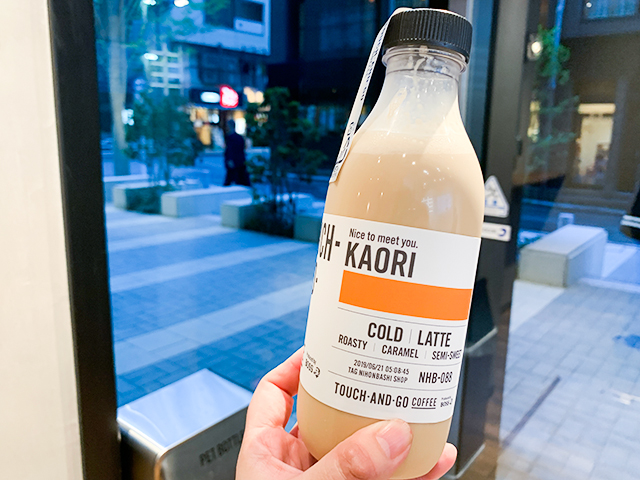 CH-
Nice to meet you.
KAORI
COLD LATTE
ROASTY CARAMEL SEMI-SWEET
2019/06/21 05:08:45
TAG NIHONBASHI SHOP
NHB-088
TOUCH-AND-GO COFFEE
BOSS
PET BOTTLE